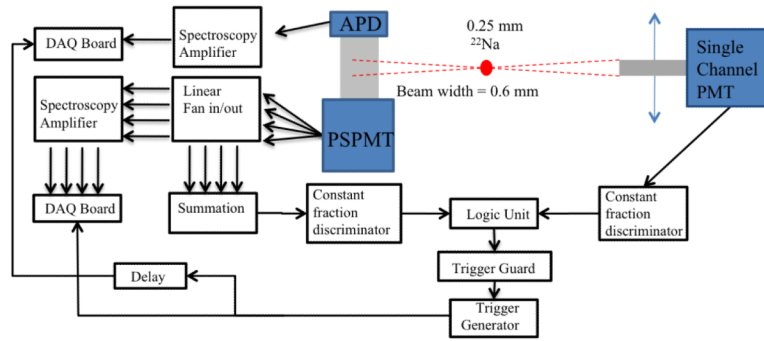 APD
0.25 mm
22Na
Beam width = 0.6 mm
Single
Channel
PMT
DAQ Board
Spectroscopy
Amplifier
Spectroscopy
Amplifier
Linear
Fan in/out
PSPMT
DAQ Board
Summation
Constant
fraction
discriminator
Logic Unit
Constant
fraction
discriminator
Trigger Guard
Delay
Trigger
Generator